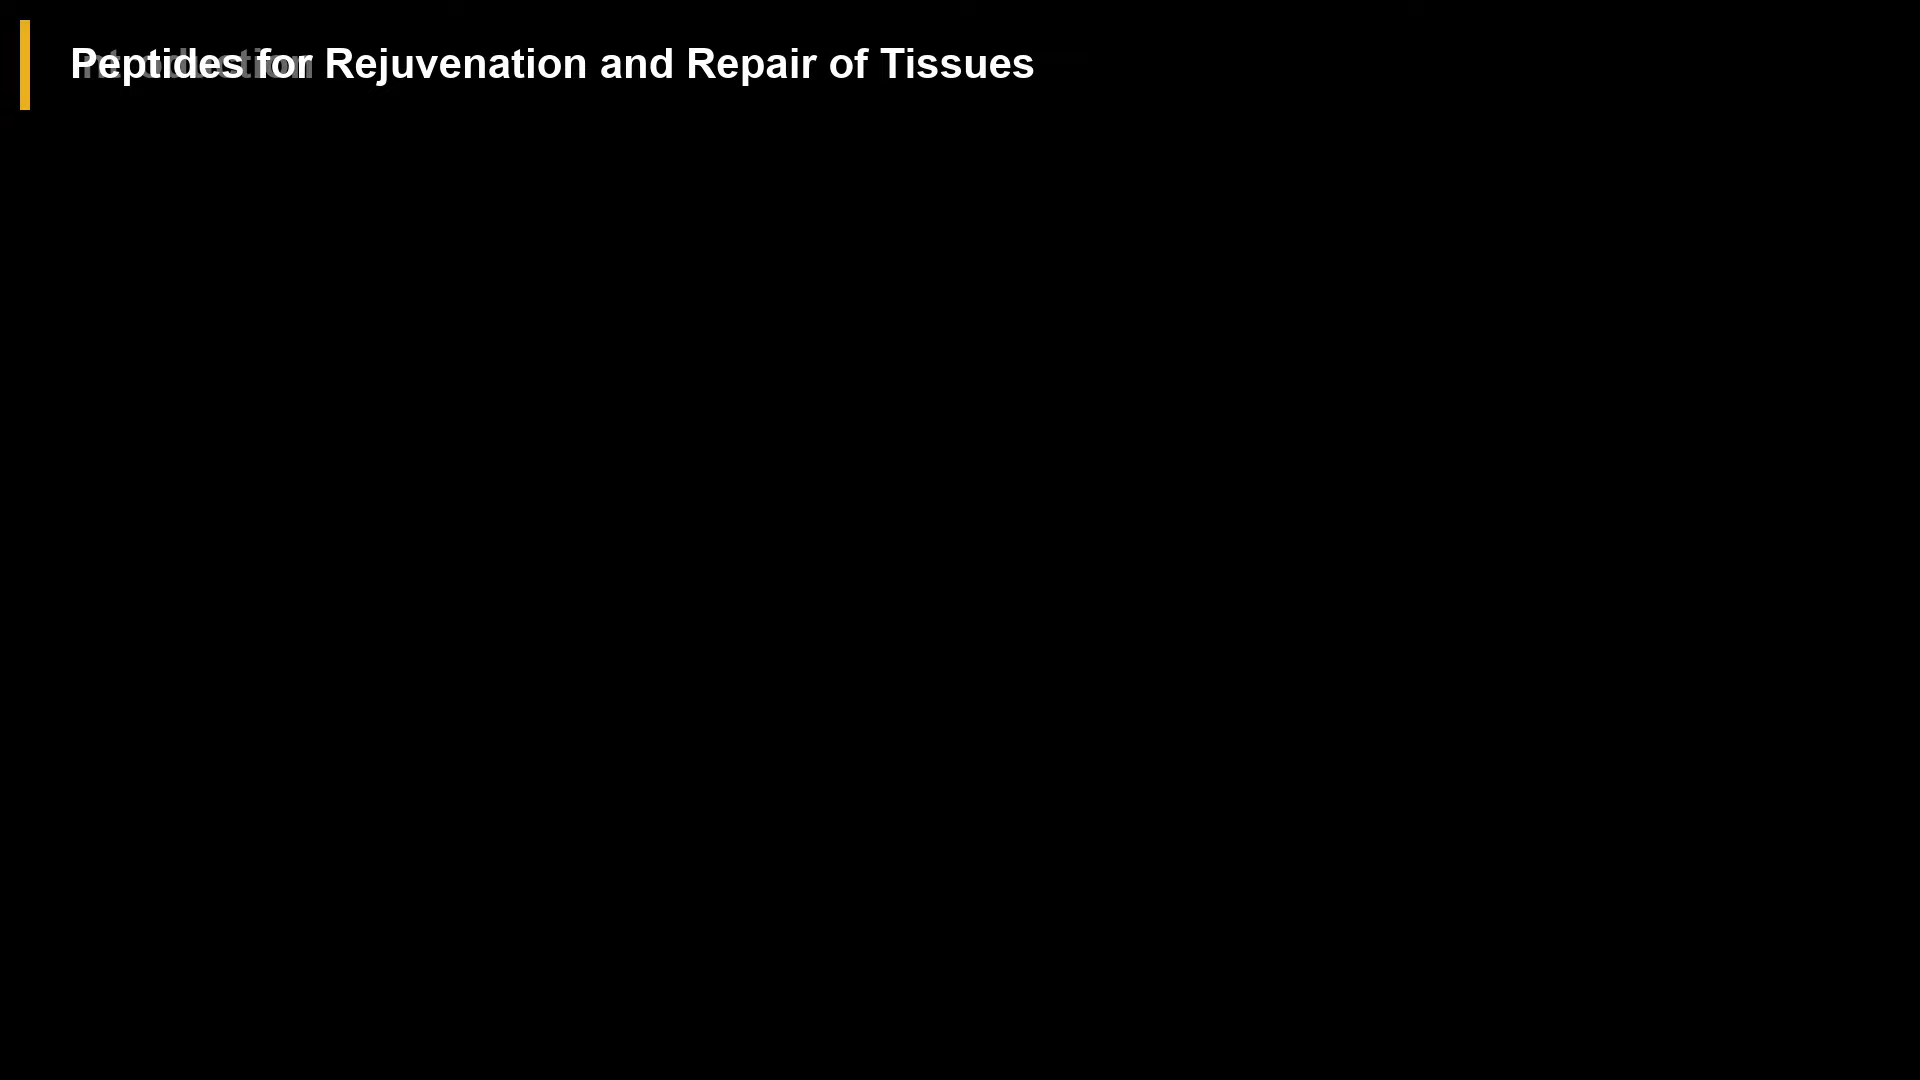 Peptides for Rejuvenation and Repair of Tissues